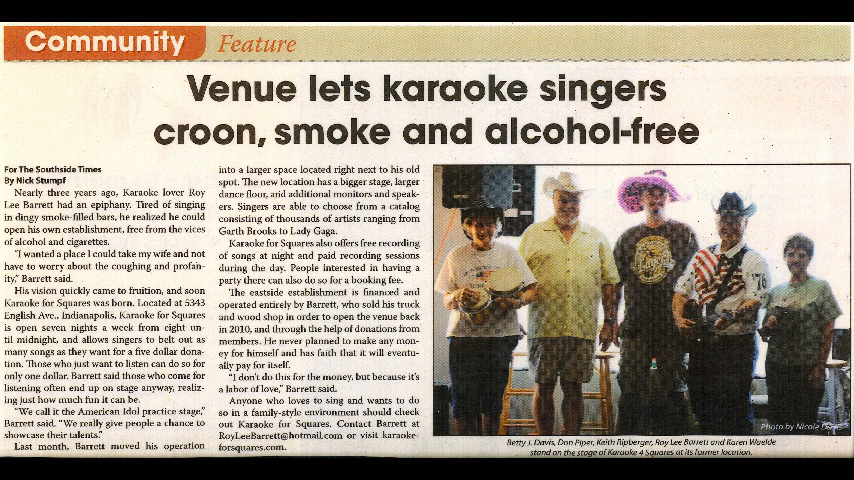 Community Feature
Venue lets karaoke singers
croon, smoke and alcohol-free
For The Southside Times
By Nick Stumpf
Nearly three years ago, Karaoke lover Roy
Lee Barrett had an epiphany. Tired of singing
in dingy smoke-filled bars, he realized he could
open his own establishment, free from the vices
of alcohol and cigarettes.
"I wanted a place I could take my wife and not
have to worry about the coughing and profan-
ity," Barrett said.
His vision quickly came to fruition, and soon
Karaoke for Squares was born. Located at 5343
English Ave., Indianapolis, Karaoke for Squares
is open seven nights a week from eight un-
til midnight, and allows singers to belt out as
many songs as they want for a five dollar dona-
tion. Those who just want to listen can do so for
only one dollar. Barrett said those who come for
listening often end up on stage anyway, realiz-
ing just how much fun it can be.
"We call it the American Idol practice stage,"
Barrett said. "We really give people a chance to
showcase their talents."
Last month, Barrett moved his operation
into a larger space located right next to his old
spot. The new location has a bigger stage, larger
dance floor, and additional monitors and speak-
ers. Singers are able to choose from a catalog
consisting of thousands of artists ranging from
Garth Brooks to Lady Gaga.
Karaoke for Squares also offers free recording
of songs at night and paid recording sessions
during the day. People interested in having a
party there can also do so for a booking fee.
The eastside establishment is financed and
operated entirely by Barrett, who sold his truck
and wood shop in order to open the venue back
in 2010, and through the help of donations from
members. He never planned to make any mon-
ey for himself and has faith that it will eventu-
ally pay for itself.
"I don't do this for the money, but because it's
a labor of love," Barrett said.
Anyone who loves to sing and wants to do
so in a family-style environment should check
out Karaoke for Squares. Contact Barrett at
RoyLeeBarrett@hotmail.com or visit karaoke-
forsquares.com.
'76
Photo by Nicole Davis
Betty J. Davis, Don Piper, Keith Ripberger, Roy Lee Barrett and Karen Waelde
stand on the stage of Karaoke 4 Squares at its former location.